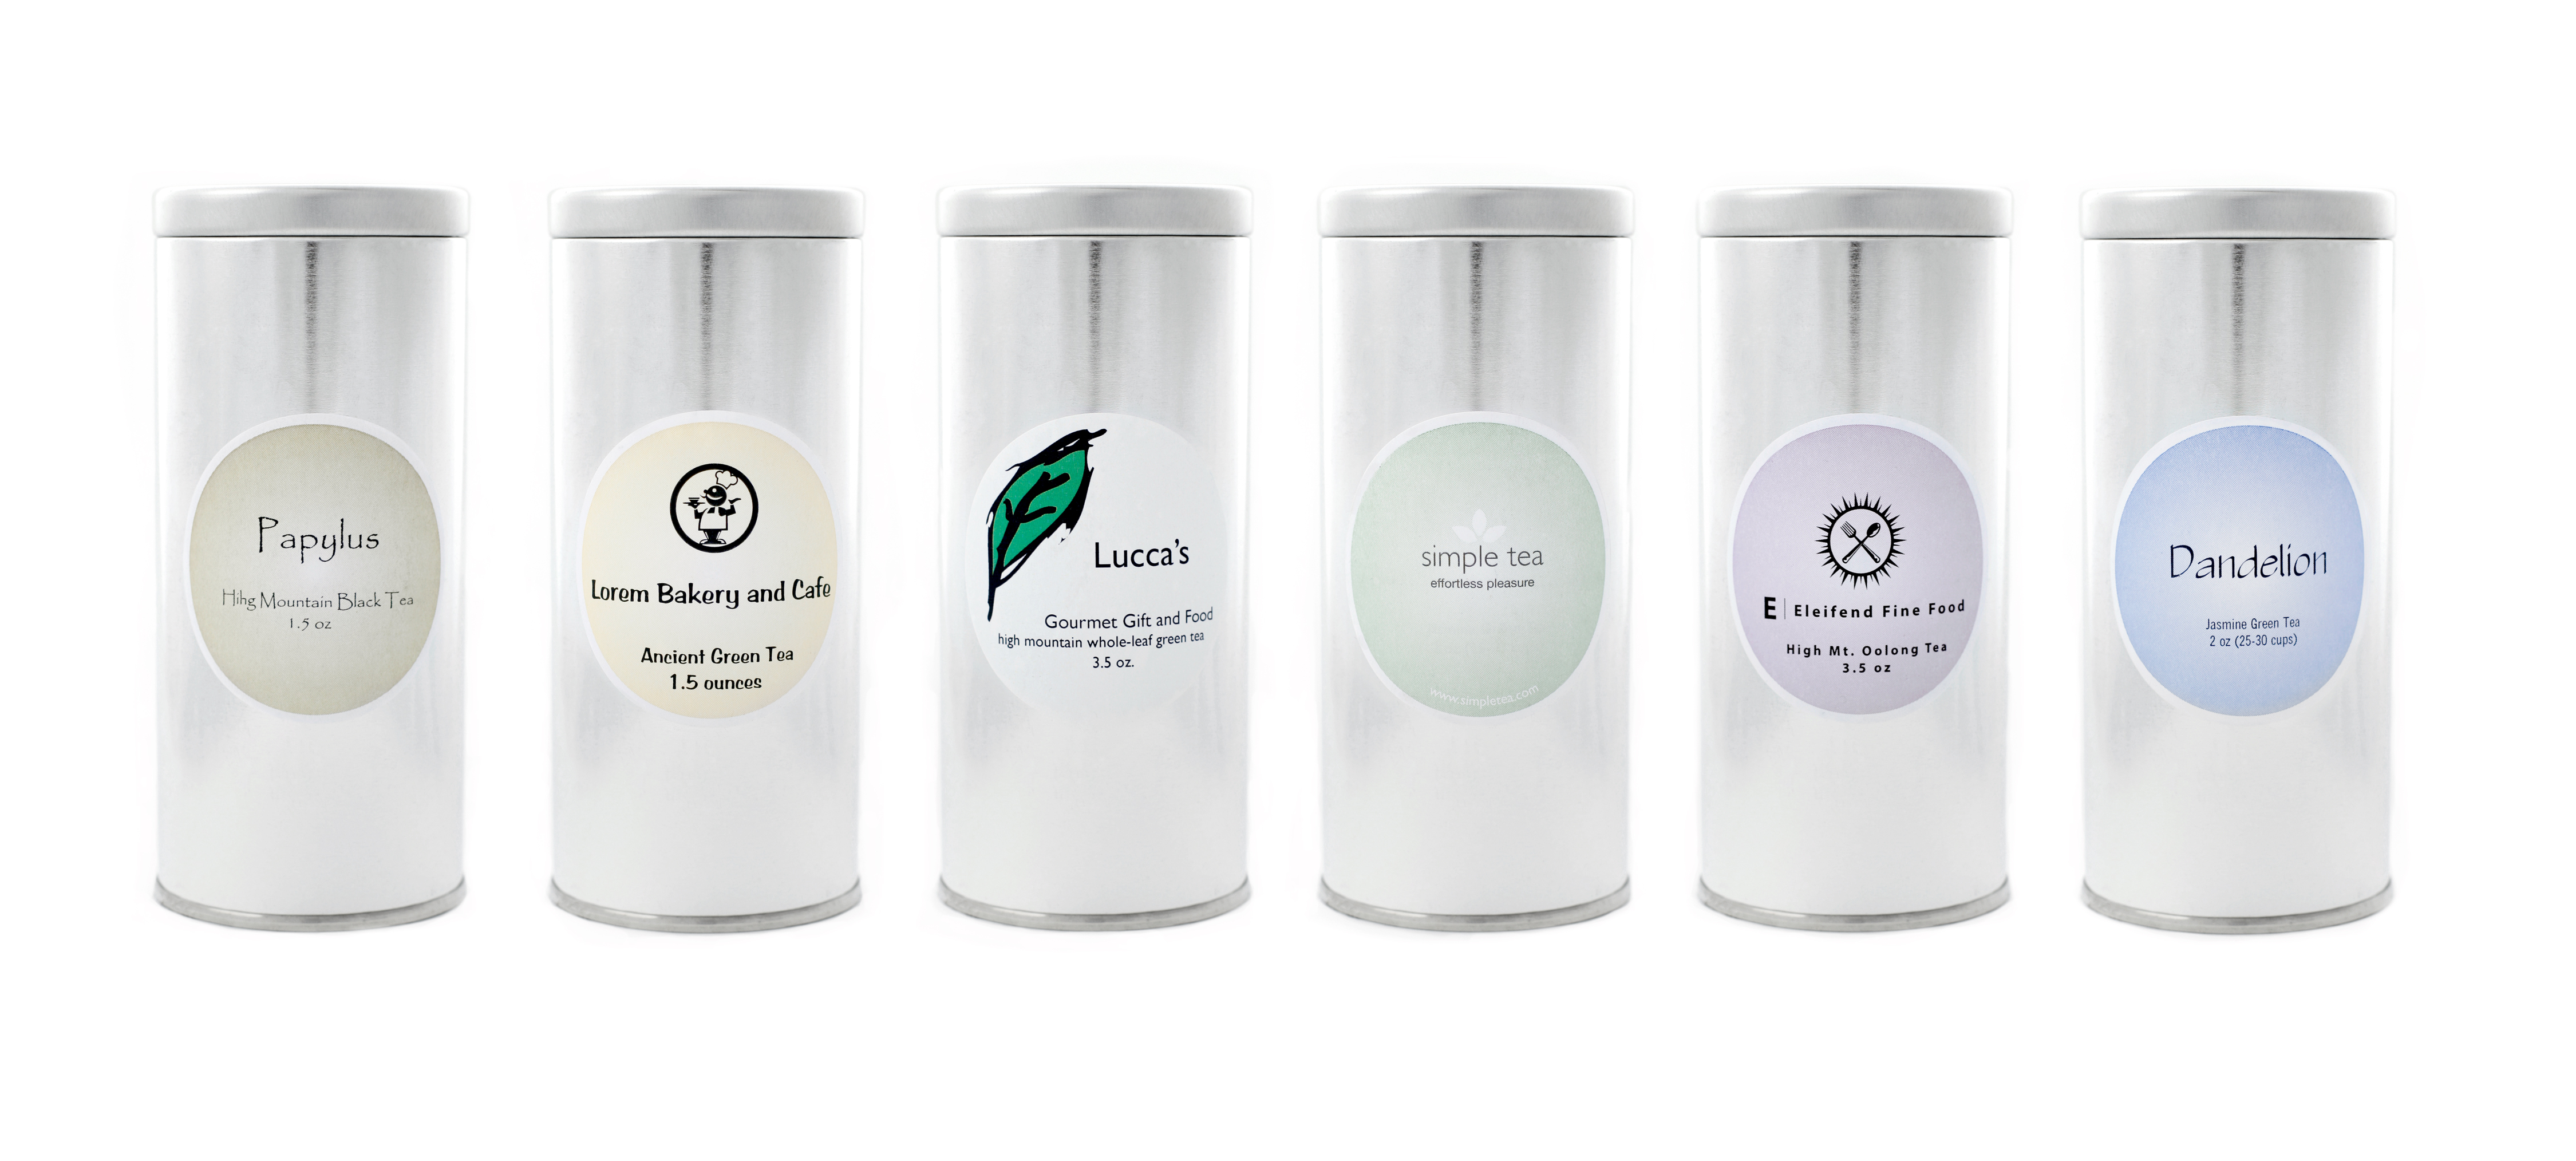 Papylus
Hihg Mountain Black Tea
1.5 oz
Lorem Bakery and Cafe
Ancient Green Tea
1.5 ounces
Lucca's
Gourmet Gift and Food
high mountain whole-leaf green tea
3.5 oz.
simple tea
effortless pleasure
www.simpletea.com
E | Eleifend Fine Food
High Mt. Oolong Tea
3.5 oz
Dandelion
Jasmine Green Tea
2 oz (25-30 cups)